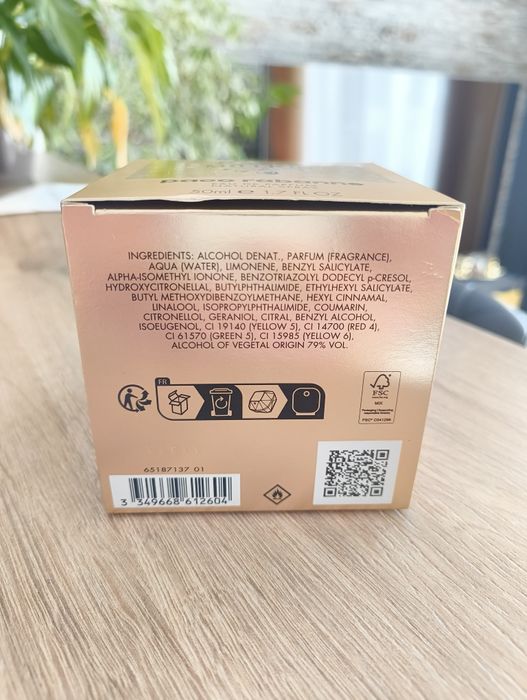 paco rabanne
50ml e 1.7 FL OZ
INGREDIENTS: ALCOHOL DENAT., PARFUM (FRAGRANCE),
AQUA (WATER), LIMONENE, BENZYL SALICYLATE,
ALPHA-ISOMETHYL IONONE, BENZOTRIAZOLYL DODECYL p-CRESOL,
HYDROXYCITRONELLAL, BUTYLPHTHALIMIDE, ETHYLHEXYL SALICYLATE,
BUTYL METHOXYDIBENZOYLMETHANE, HEXYL CINNAMAL,
LINALOOL, ISOPROPYLPHTHALIMIDE, COUMARIN,
CITRONELLOL, GERANIOL, CITRAL, BENZYL ALCOHOL,
ISOEUGENOL, CI 19140 (YELLOW 5), CI 14700 (RED 4),
CI 61570 (GREEN 5), CI 15985 (YELLOW 6),
ALCOHOL OF VEGETAL ORIGIN 79% VOL.
FR
FSC
MIX
FSC® C041298
65187137 01
3 349668 612604